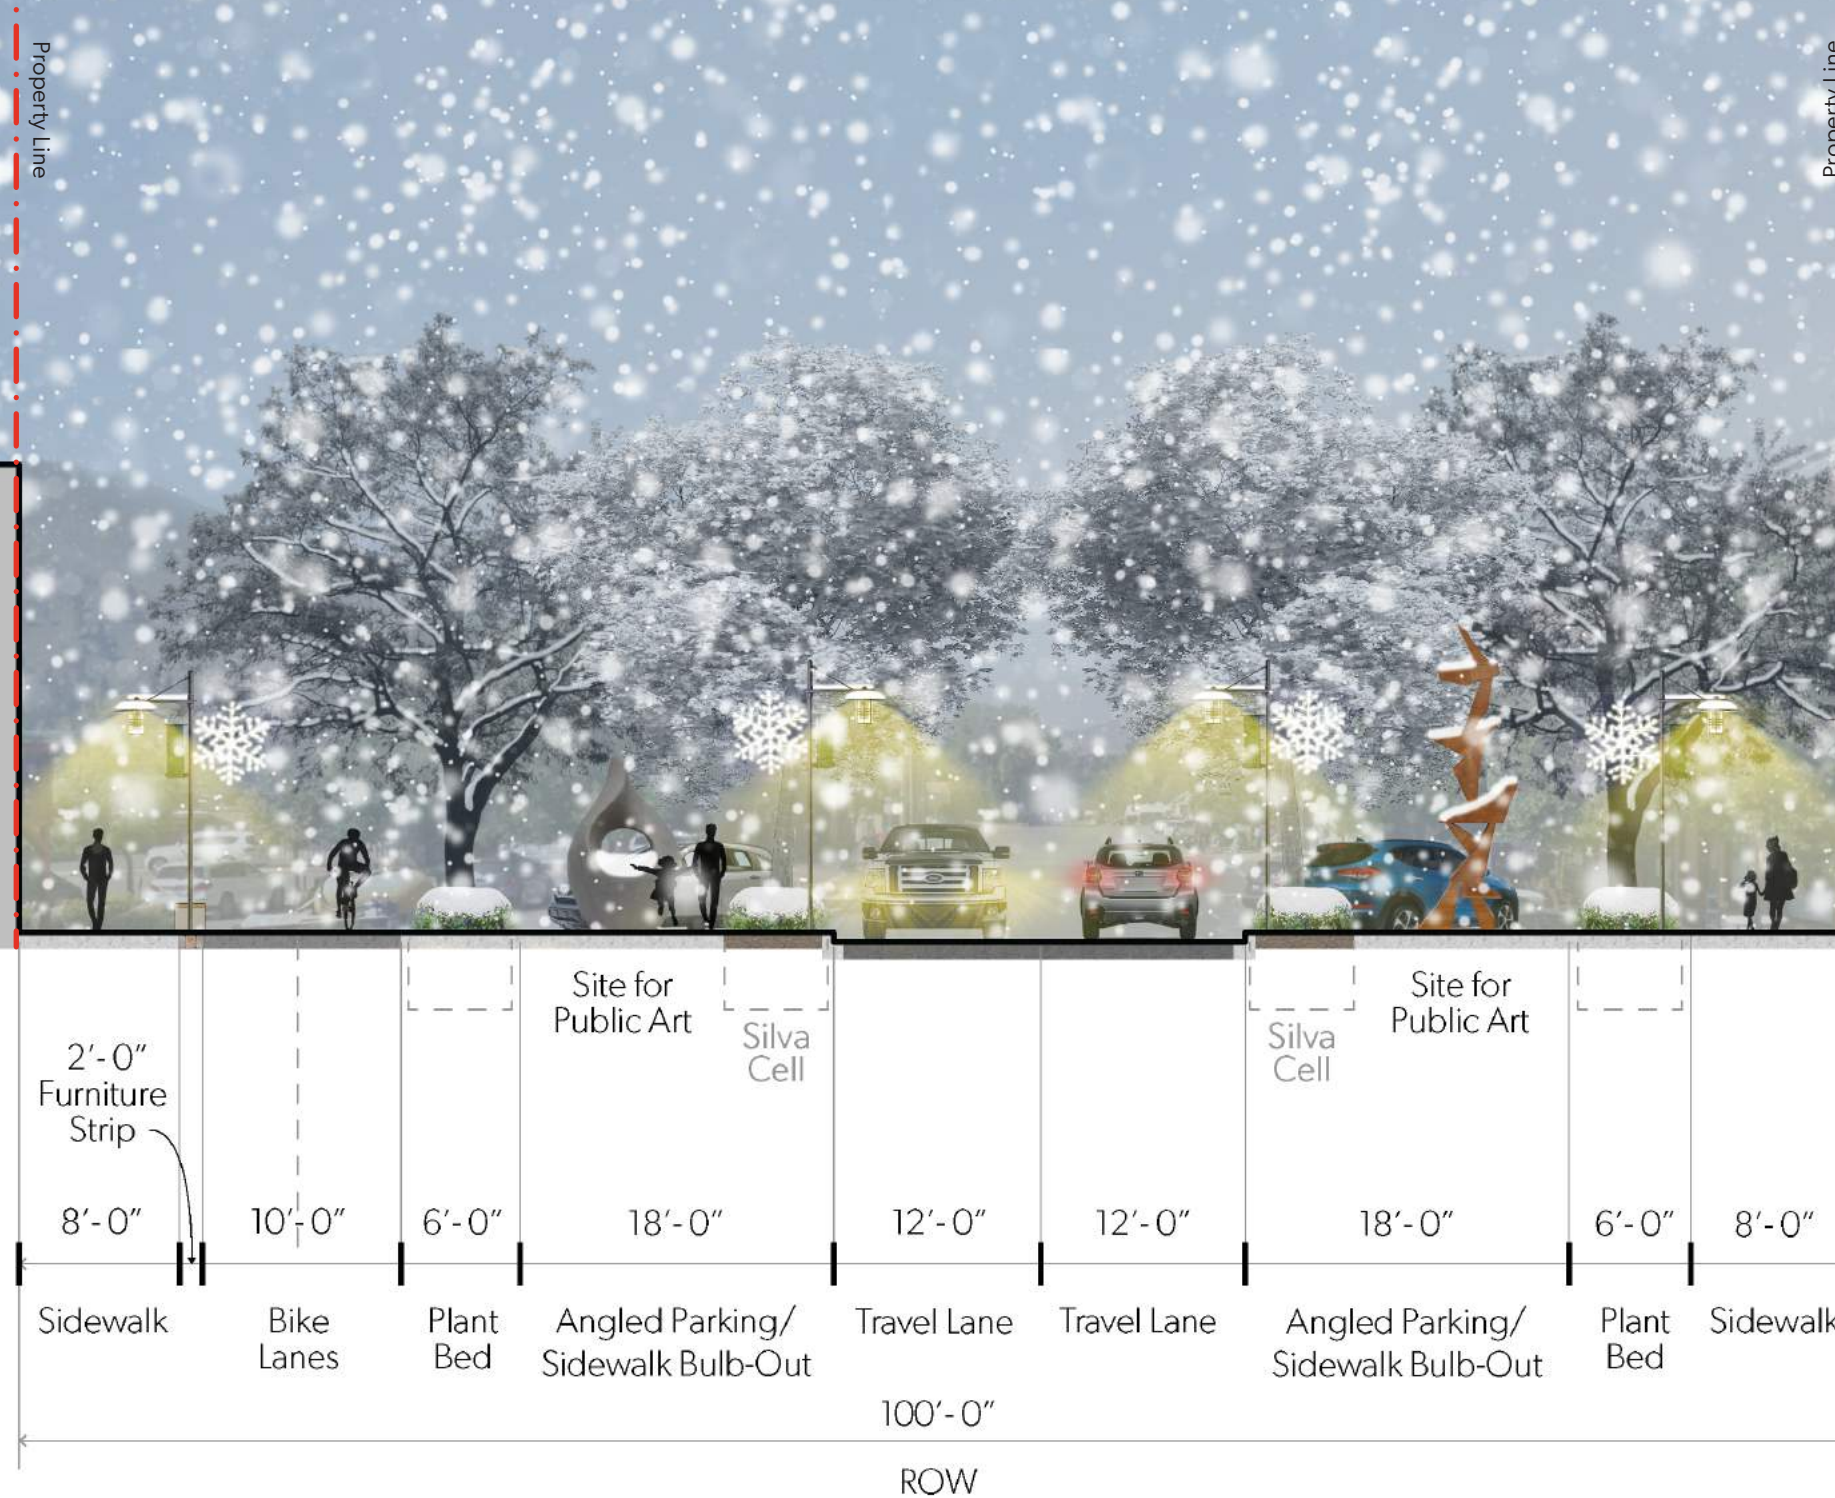 Property Line
Property Line
Site for
Public Art
Silva
Cell
Silva
Cell
Site for
Public Art
2'-0"
Furniture
Strip
8'-0"
10'-0"
6'-0"
18'-0"
12'-0"
12'-0"
18'-0"
6'-0"
8'-0"
Sidewalk
Bike
Lanes
Plant
Bed
Angled Parking/
Sidewalk Bulb-Out
Travel Lane
Travel Lane
Angled Parking/
Sidewalk Bulb-Out
Plant
Bed
Sidewalk
100'-0"
ROW